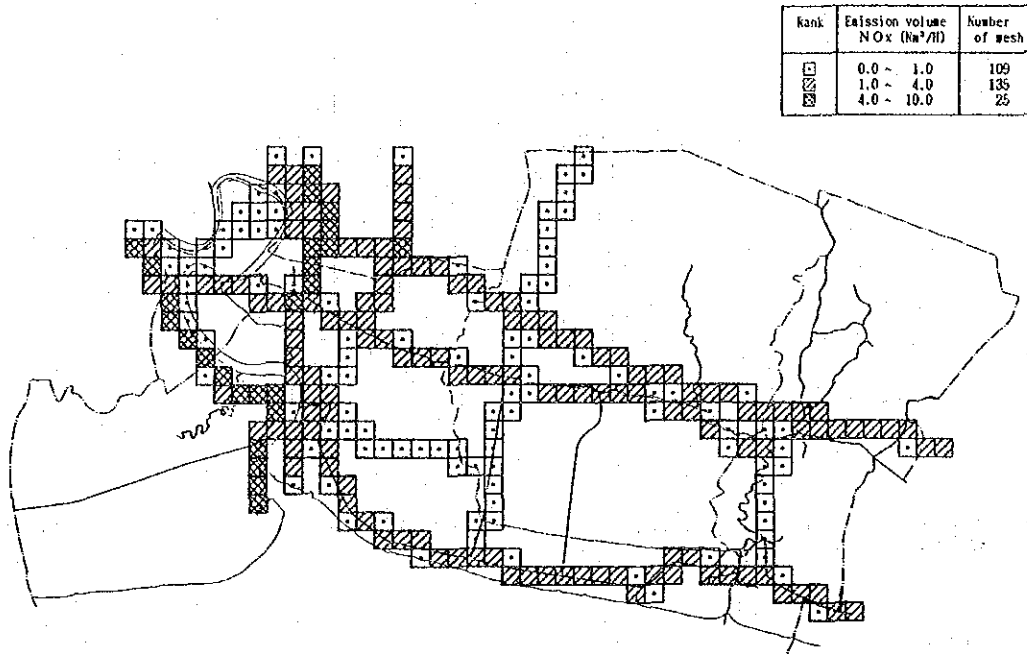 Rank Emission volume Number
NOx (Nm³/H) of mesh
0.0 ~ 1.0 109
1.0 ~ 4.0 135
4.0 ~ 10.0 25